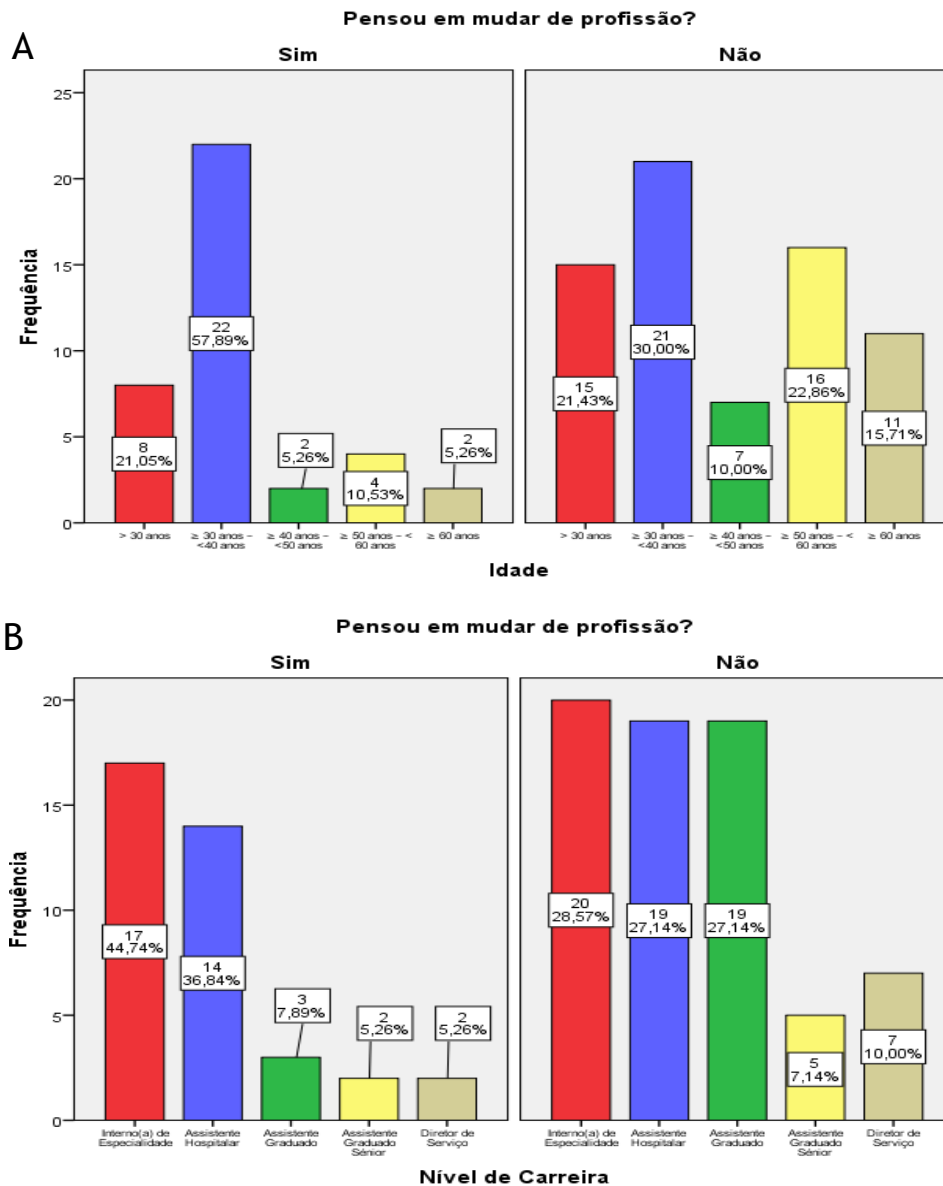 A
Pensou em mudar de profissão?
Sim
Não
Frequência
25
20
15
10
5
0
8
21,05%
22
57,89%
2
5,26%
4
10,53%
2
5,26%
15
21,43%
21
30,00%
7
10,00%
16
22,86%
11
15,71%
> 30 anos
≥ 30 anos –
<40 anos
≥ 40 anos –
<50 anos
≥ 50 anos – <
60 anos
≥ 60 anos
> 30 anos
≥ 30 anos –
<40 anos
≥ 40 anos –
<50 anos
≥ 50 anos – <
60 anos
≥ 60 anos
Idade
B
Pensou em mudar de profissão?
Sim
Não
Frequência
20
15
10
5
0
17
44,74%
14
36,84%
3
7,89%
2
5,26%
2
5,26%
20
28,57%
19
27,14%
19
27,14%
5
7,14%
7
10,00%
Interno(a) de
Especialidade
Assistente
Hospitalar
Assistente
Graduado
Assistente
Graduado
Sénior
Diretor de
Serviço
Interno(a) de
Especialidade
Assistente
Hospitalar
Assistente
Graduado
Assistente
Graduado
Sénior
Diretor de
Serviço
Nível de Carreira